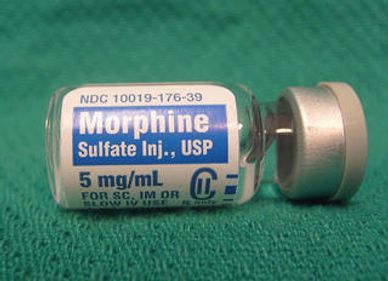 NDC 10019-176-39
Morphine
Sulfate Inj., USP
5 mg/mL
CII
FOR SC, IM OR
SLOW IV USE
only